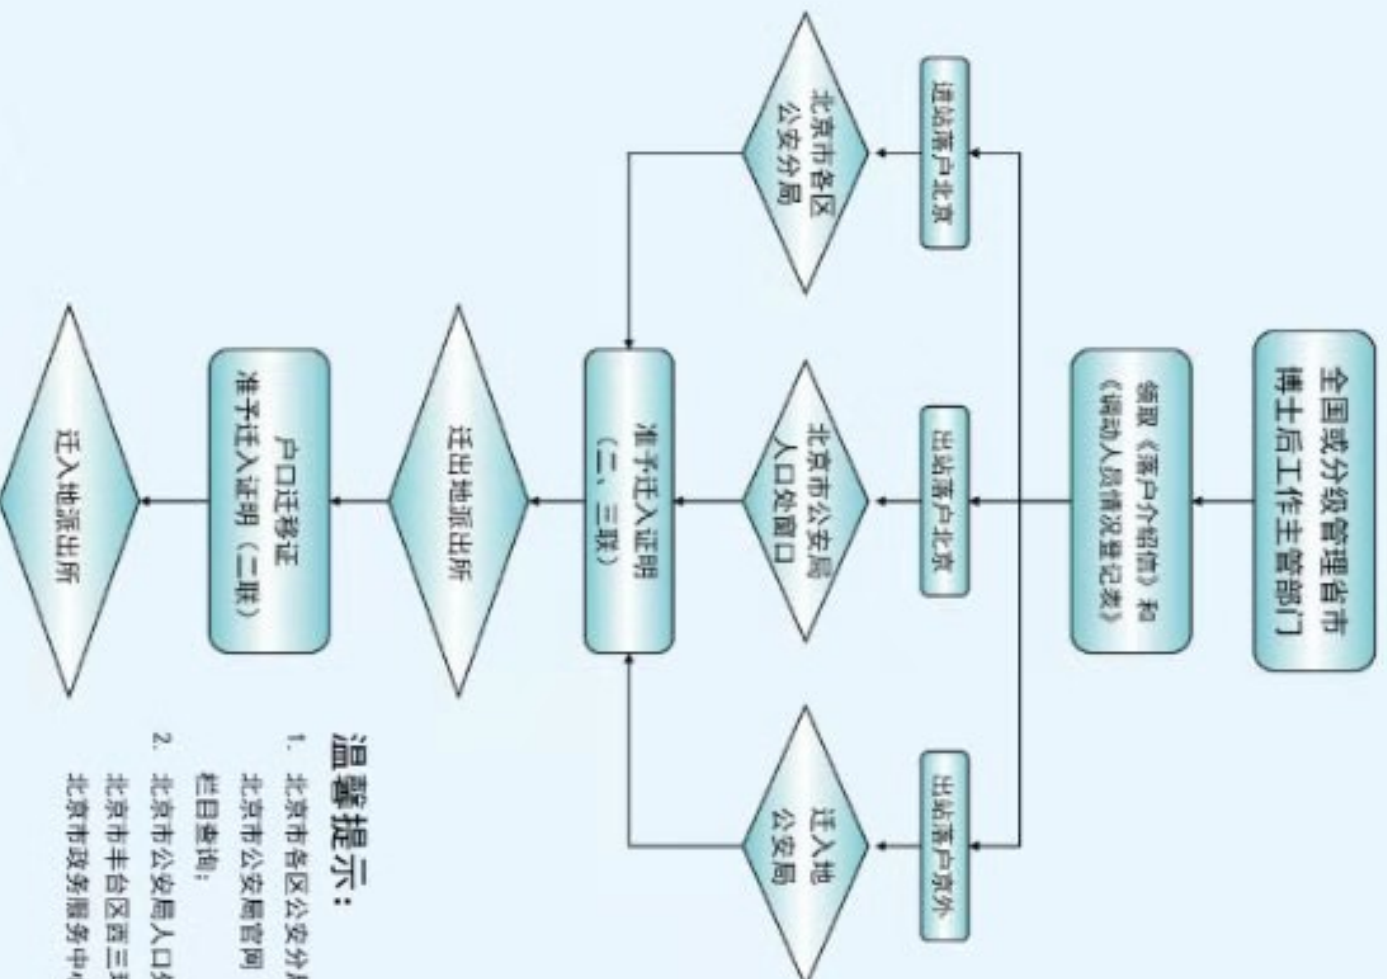 全国或分级管理省市
博士后工作主管部门
领取《落户介绍信》和
《调动人员情况登记表》
进站落户北京
出站落户北京
出站落户京外
北京市各区
公安分局
北京市公安局
人口处窗口
迁入地
公安局
准予迁入证明
（二、三联）
迁出地派出所
户口迁移证
准予迁入证明（二联）
迁入地派出所
温馨提示：
1. 北京市各区公安分
北京市公安局官网
栏目查询；
2. 北京市公安局人口
北京市丰台区西三
北京市政务服务中